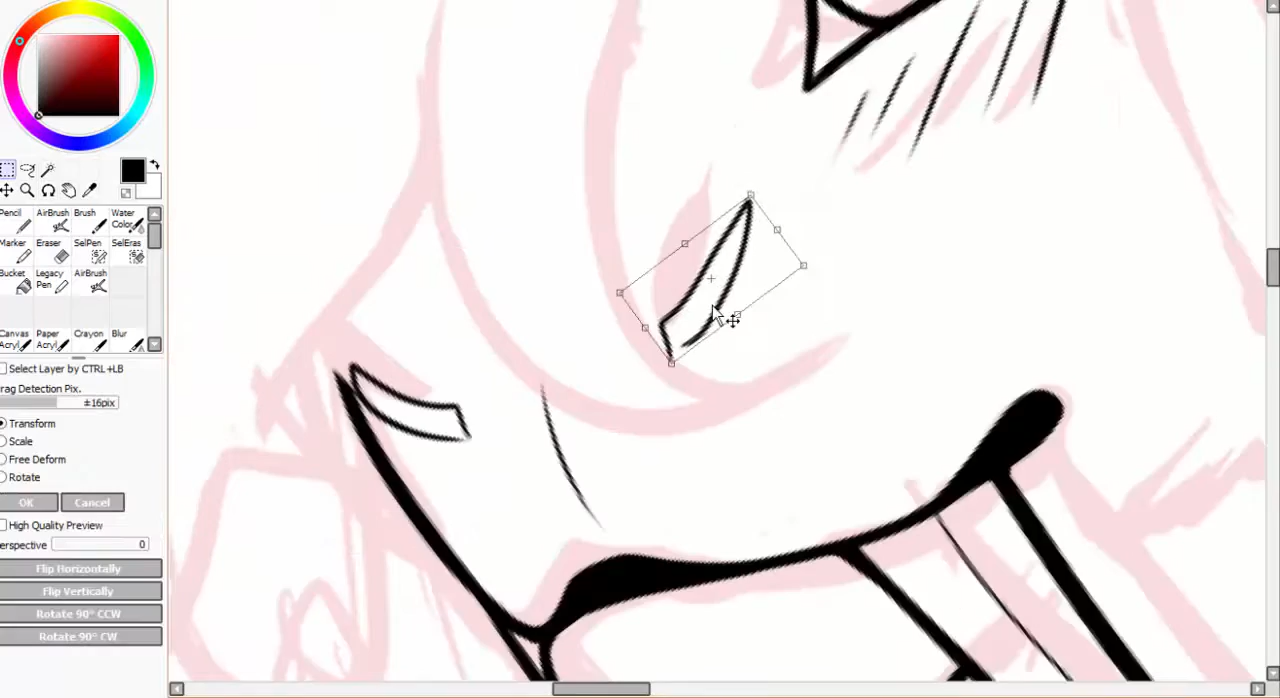 Pencil AirBrush Brush Water
Color
Marker Eraser SelPen SelEras
Bucket Legacy AirBrush
Pen
Canvas Paper Crayon Blur
Acryl Acryl
Select Layer by CTRL+LB
rag Detection Pix.
±16pix
Transform
Scale
Free Deform
Rotate
OK Cancel
High Quality Preview
erspective 0
Flip Horizontally
Flip Vertically
Rotate 90° CCW
Rotate 90° CW